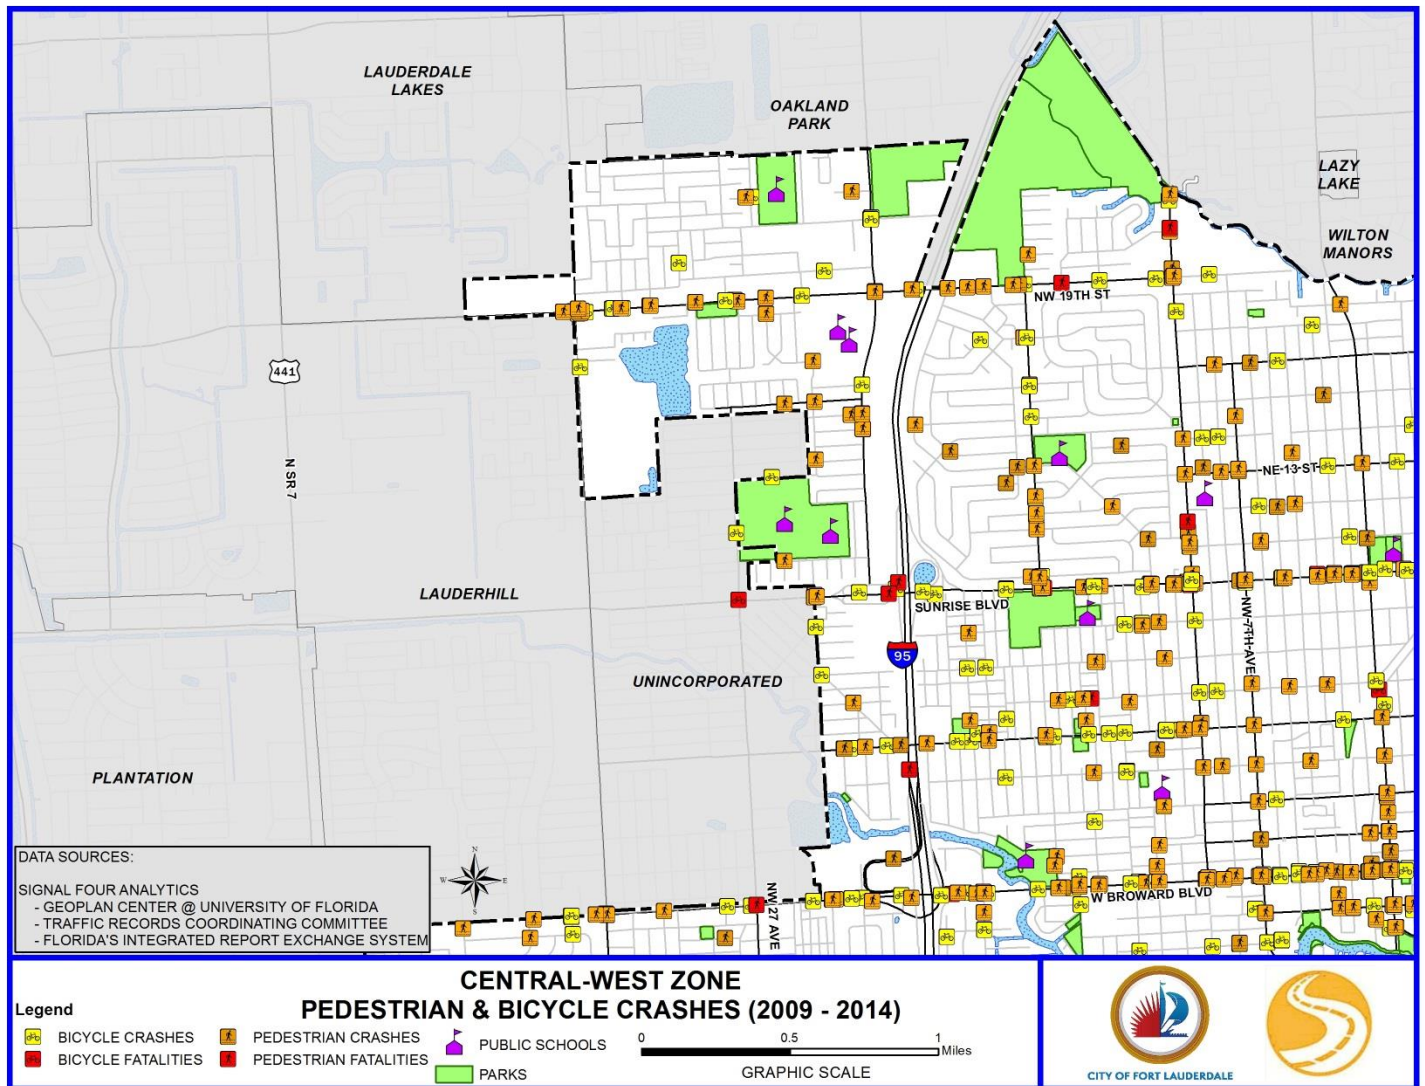 LAUDERDALE
LAKES
OAKLAND
PARK
LAZY
LAKE
WILTON
MANORS
NW 19TH ST
441
N SR 7
NE 13 ST
LAUDERHILL
SUNRISE BLVD
NW 7TH AVE
95
UNINCORPORATED
PLANTATION
W BROWARD BLVD
NW 27 AVE
N
W E
S
DATA SOURCES:
SIGNAL FOUR ANALYTICS
- GEOPLAN CENTER @ UNIVERSITY OF FLORIDA
- TRAFFIC RECORDS COORDINATING COMMITTEE
- FLORIDA'S INTEGRATED REPORT EXCHANGE SYSTEM
CENTRAL-WEST ZONE
PEDESTRIAN & BICYCLE CRASHES (2009 - 2014)
Legend
BICYCLE CRASHES
BICYCLE FATALITIES
PEDESTRIAN CRASHES
PEDESTRIAN FATALITIES
PUBLIC SCHOOLS
PARKS
0 0.5 1
Miles
GRAPHIC SCALE
CITY OF FORT LAUDERDALE